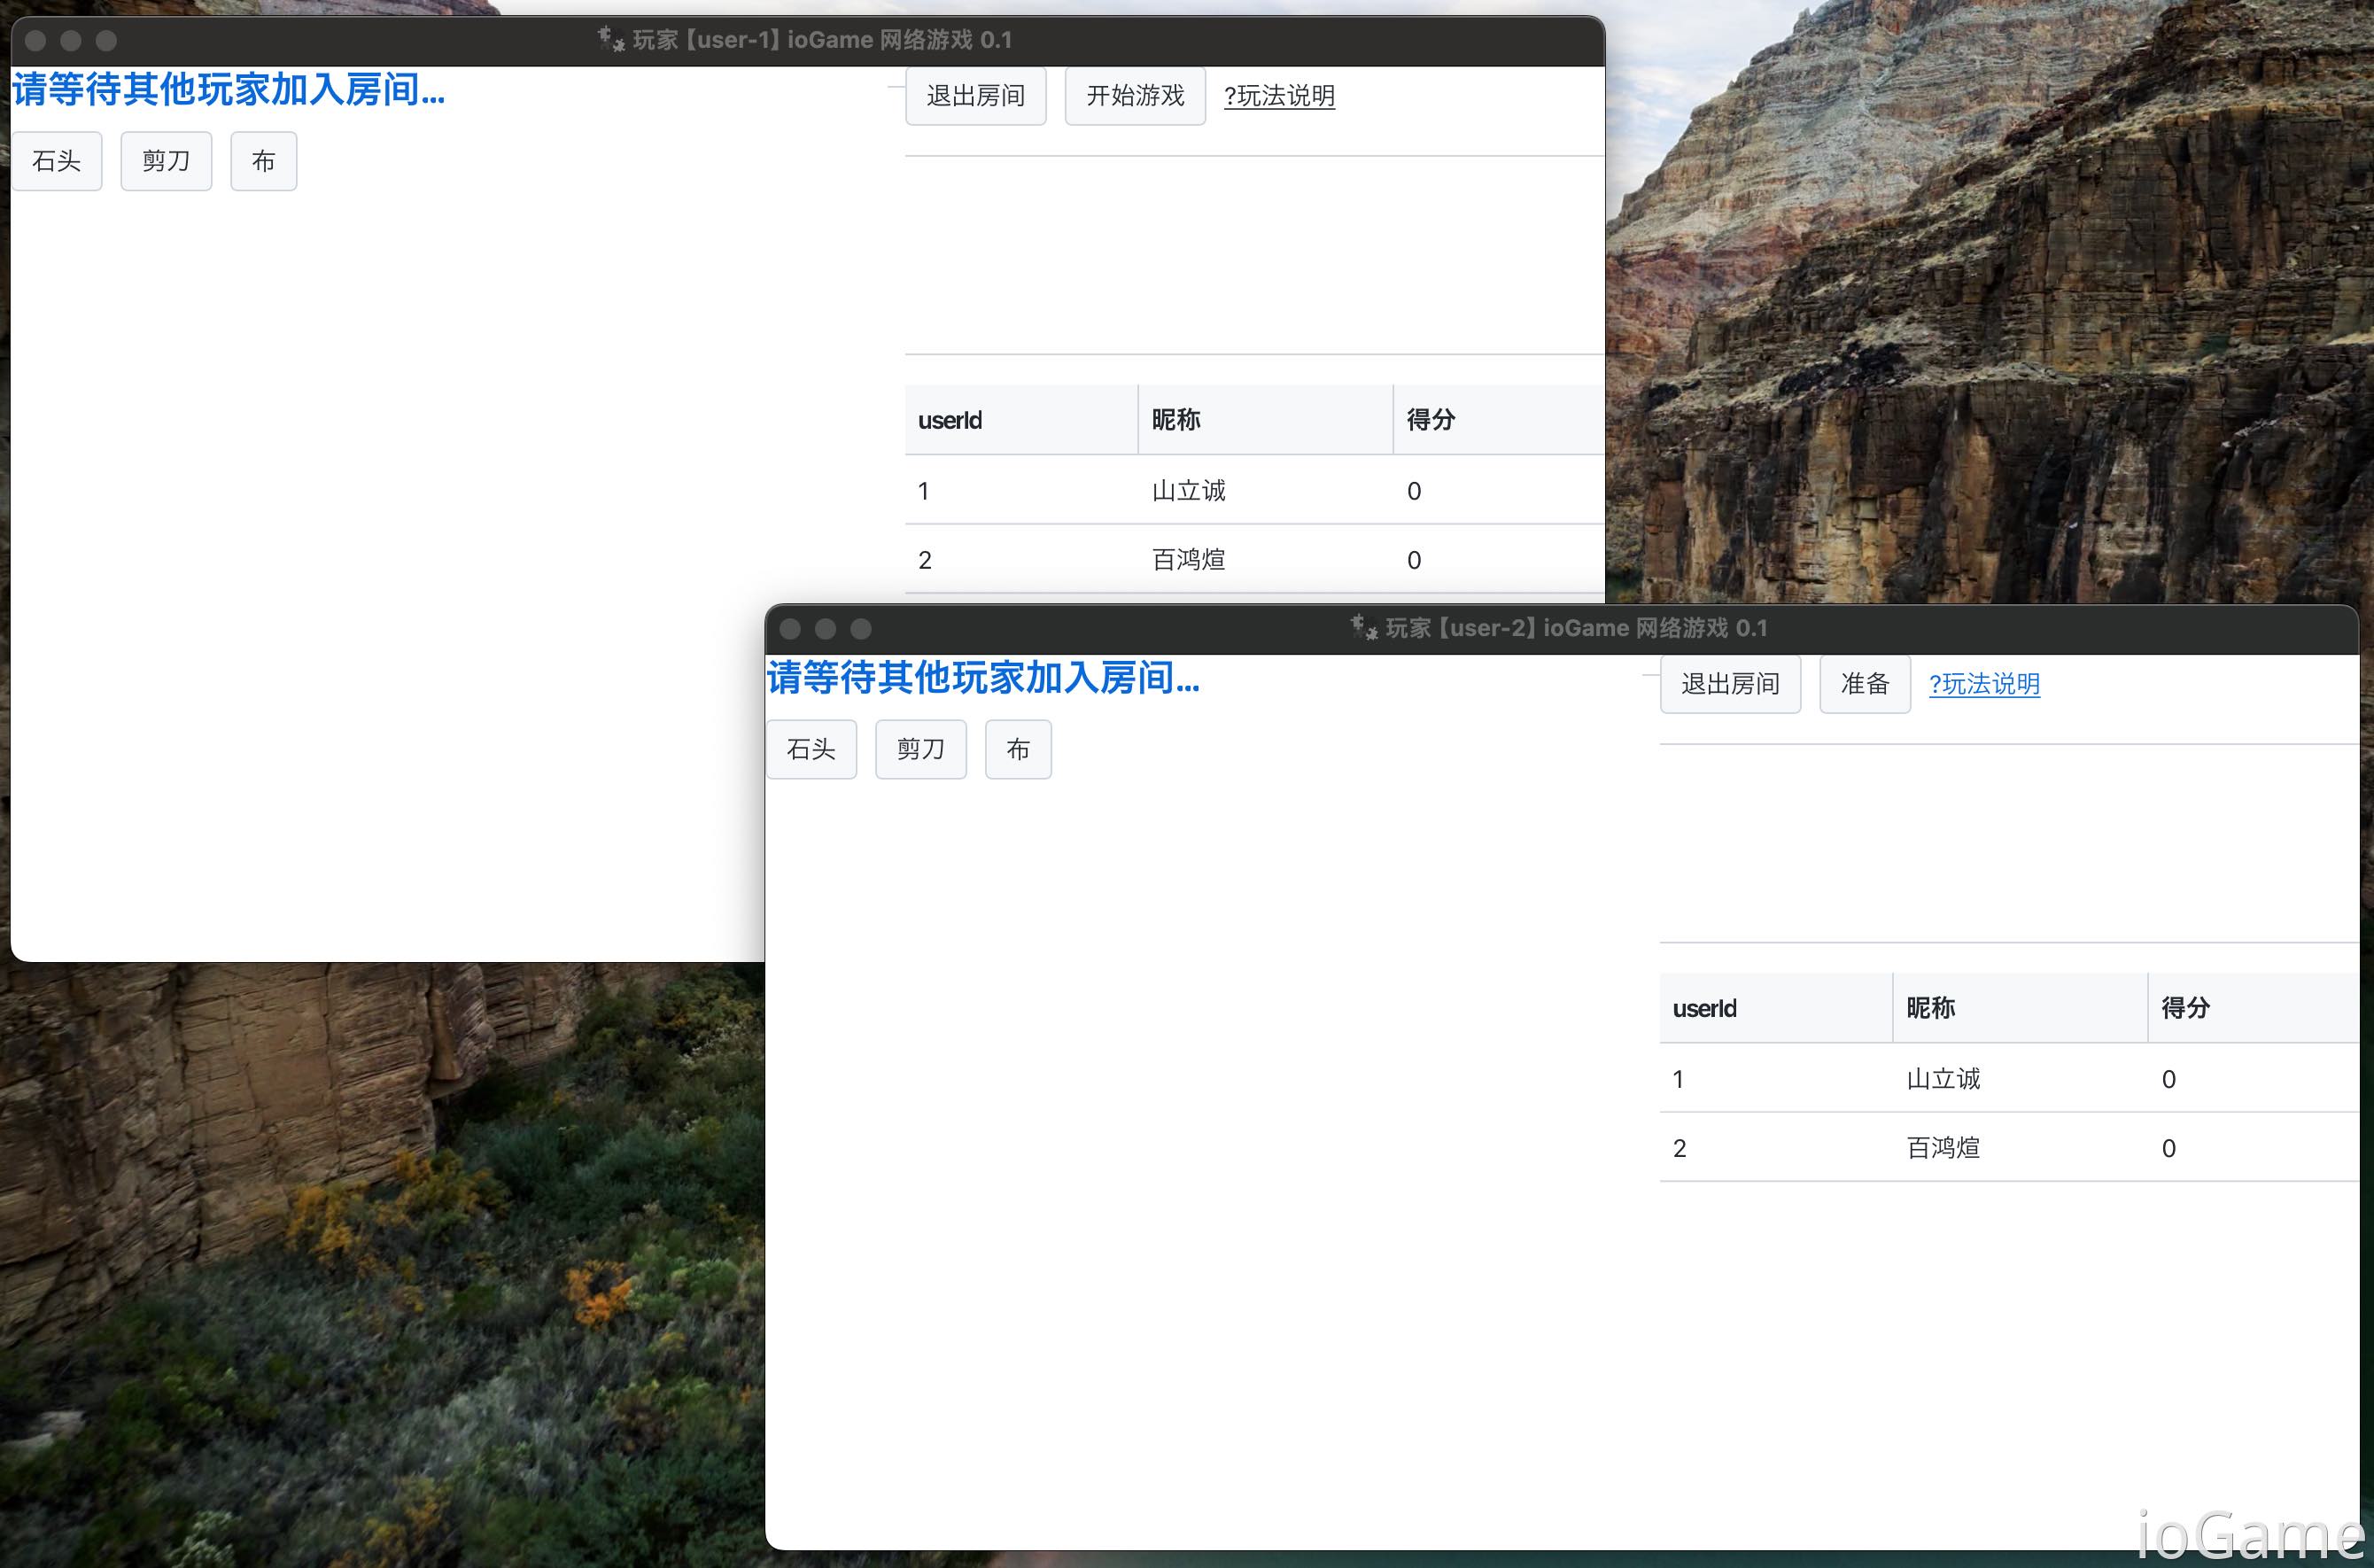 玩家【user-1】ioGame 网络游戏 0.1
请等待其他玩家加入房间...
石头 剪刀 布
退出房间 开始游戏 ?玩法说明
userId 昵称 得分
1 山立诚 0
2 百鸿煊 0
玩家【user-2】ioGame 网络游戏 0.1
请等待其他玩家加入房间...
石头 剪刀 布
退出房间 准备 ?玩法说明
userId 昵称 得分
1 山立诚 0
2 百鸿煊 0
ioGame